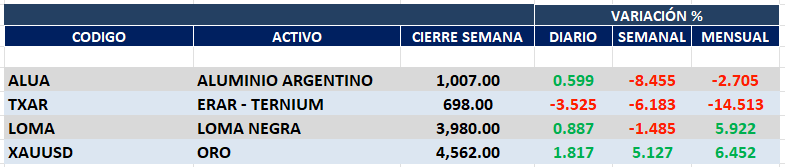 VARIACIÓN %
CODIGO ACTIVO CIERRE SEMANA DIARIO SEMANAL MENSUAL
ALUA ALUMINIO ARGENTINO 1,007.00 0.599 -8.455 -2.705
TXAR ERAR - TERNIUM 698.00 -3.525 -6.183 -14.513
LOMA LOMA NEGRA 3,980.00 0.887 -1.485 5.922
XAUUSD ORO 4,562.00 1.817 5.127 6.452